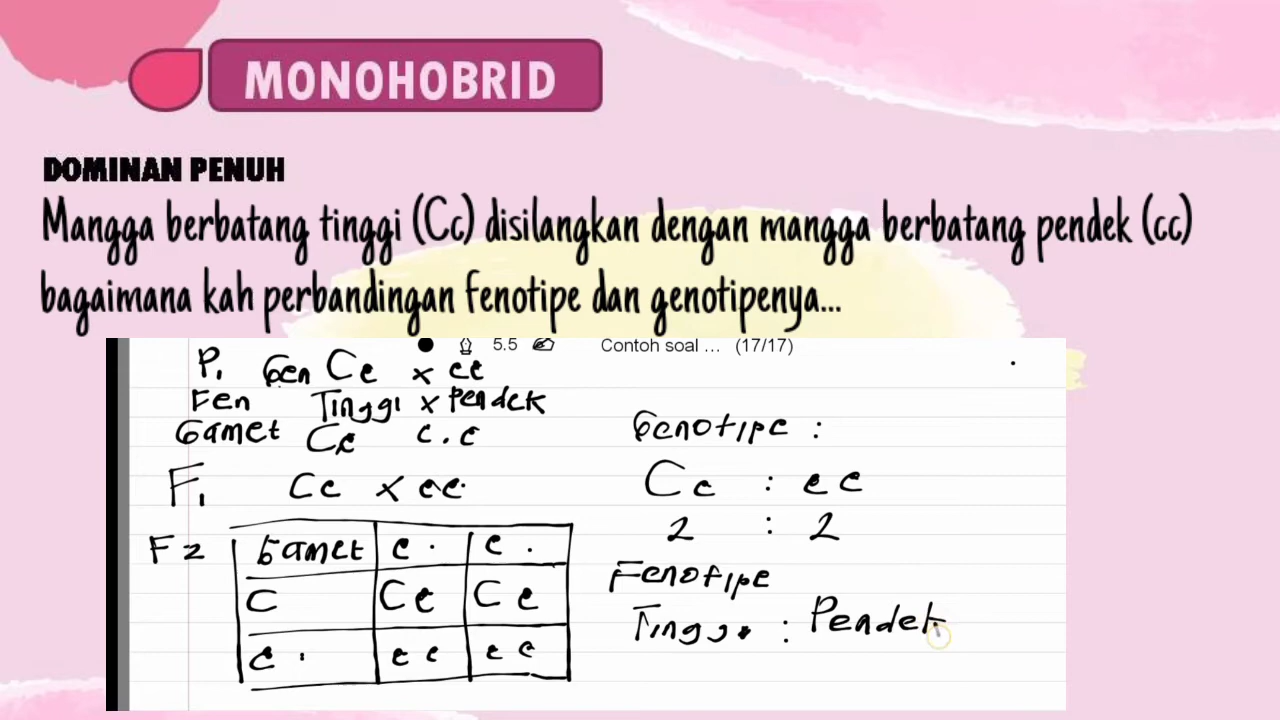 MONOHOBRID
DOMINAN PENUH
Mangga berbatang tinggi (Cc) disilangkan dengan mangga berbatang pendek (cc)
bagaimana kah perbandingan fenotipe dan genotipenya...
5.5 Contoh soal ... (17/17)
P1 Gen Cc x cc
Fen Tinggi x Pendek
Gamet Cc c.c
F1 Cc x cc
F2
Gamet c. c.
C Cc Cc
c. cc cc
Genotipe :
Cc : cc
2 : 2
Fenotipe
Tinggi : Pendek